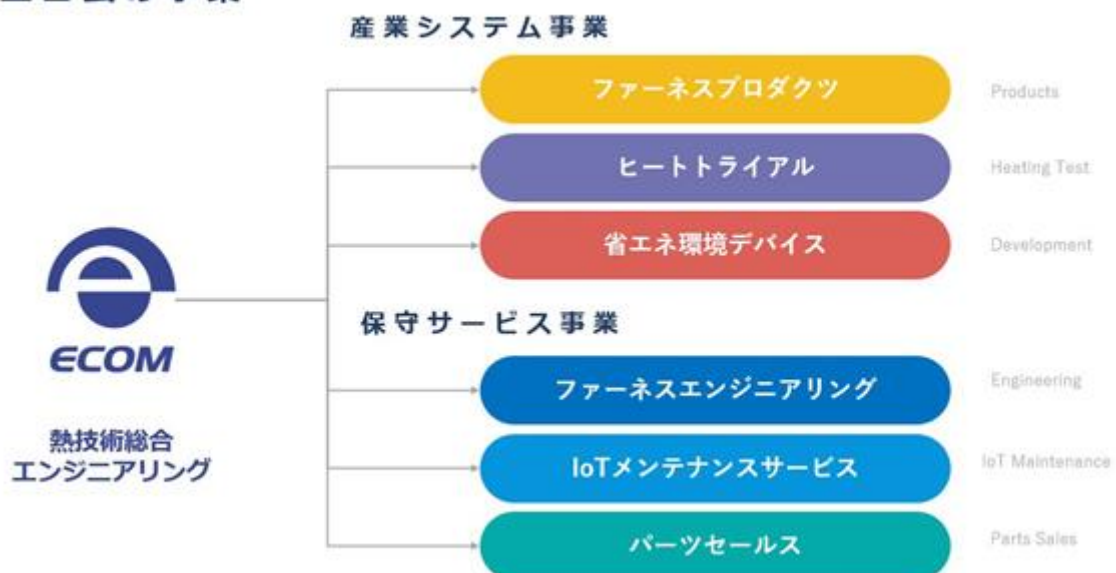 産業システム事業
ファーネスプロダクツ
Products
ヒートトライアル
Heating Test
省エネ環境デバイス
Development
ECOM
熱技術総合
エンジニアリング
保守サービス事業
ファーネスエンジニアリング
Engineering
IoTメンテナンスサービス
IoT Maintenance
パーツセールス
Parts Sales